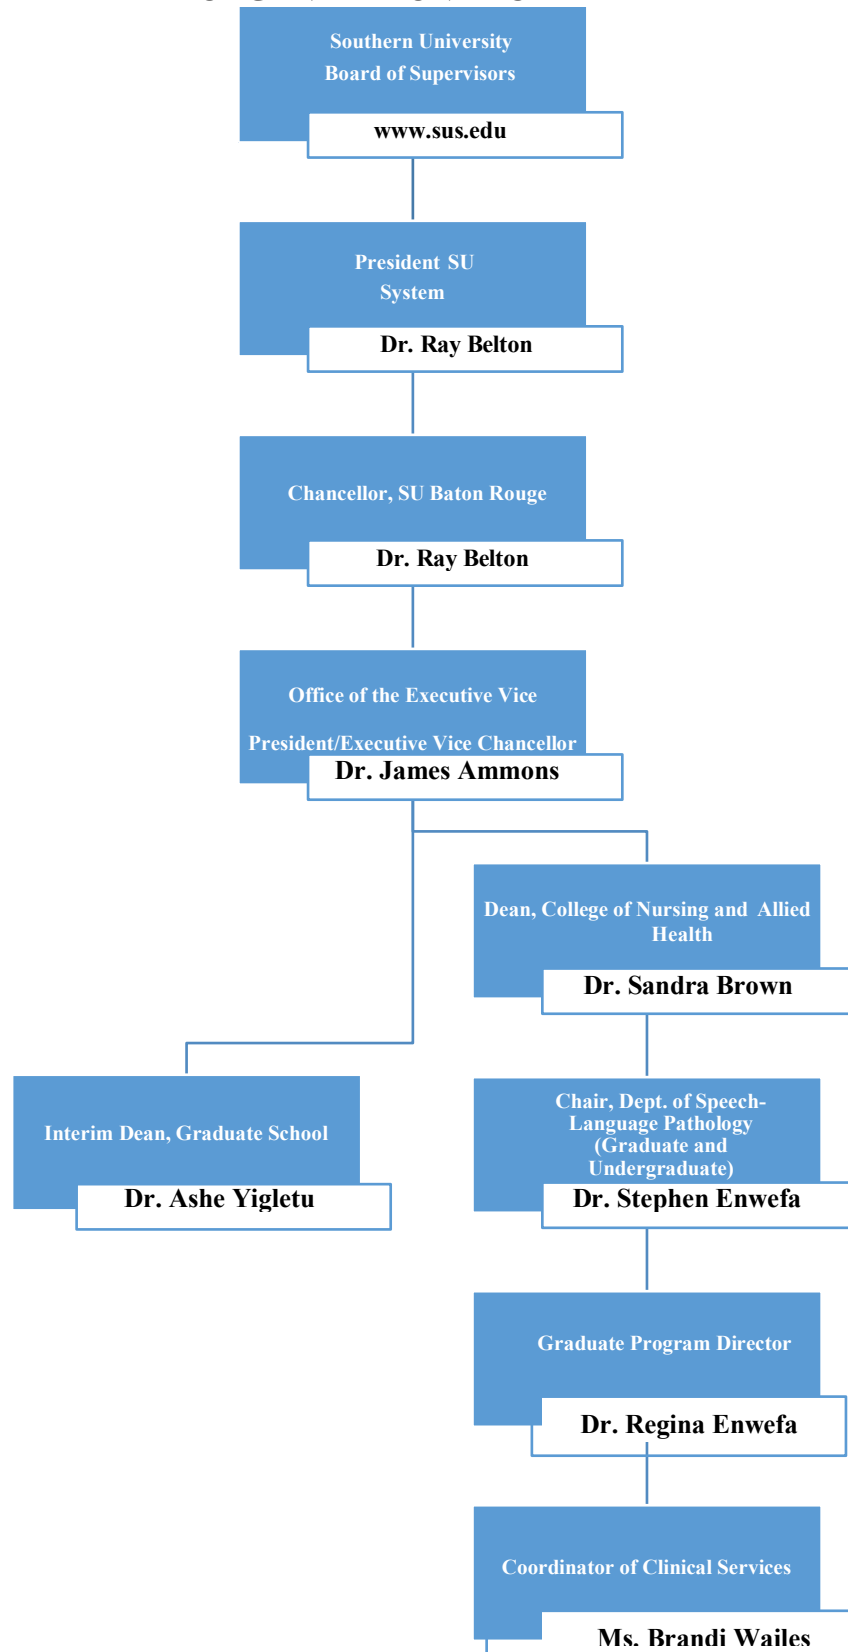 Southern University
Board of Supervisors
www.sus.edu
President SU
System
Dr. Ray Belton
Chancellor, SU Baton Rouge
Dr. Ray Belton
Office of the Executive Vice
President/Executive Vice Chancellor
Dr. James Ammons
Dean, College of Nursing and Allied
Health
Dr. Sandra Brown
Interim Dean, Graduate School
Dr. Ashe Yigletu
Chair, Dept. of Speech-
Language Pathology
(Graduate and
Undergraduate)
Dr. Stephen Enwefa
Graduate Program Director
Dr. Regina Enwefa
Coordinator of Clinical Services
Ms. Brandi Wailes